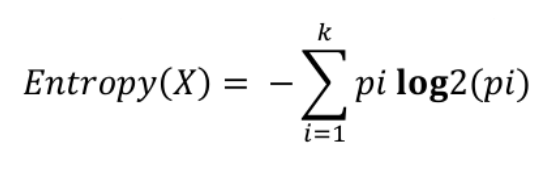 Entropy(X) = − ∑_{i=1}^{k} pi log2(pi)